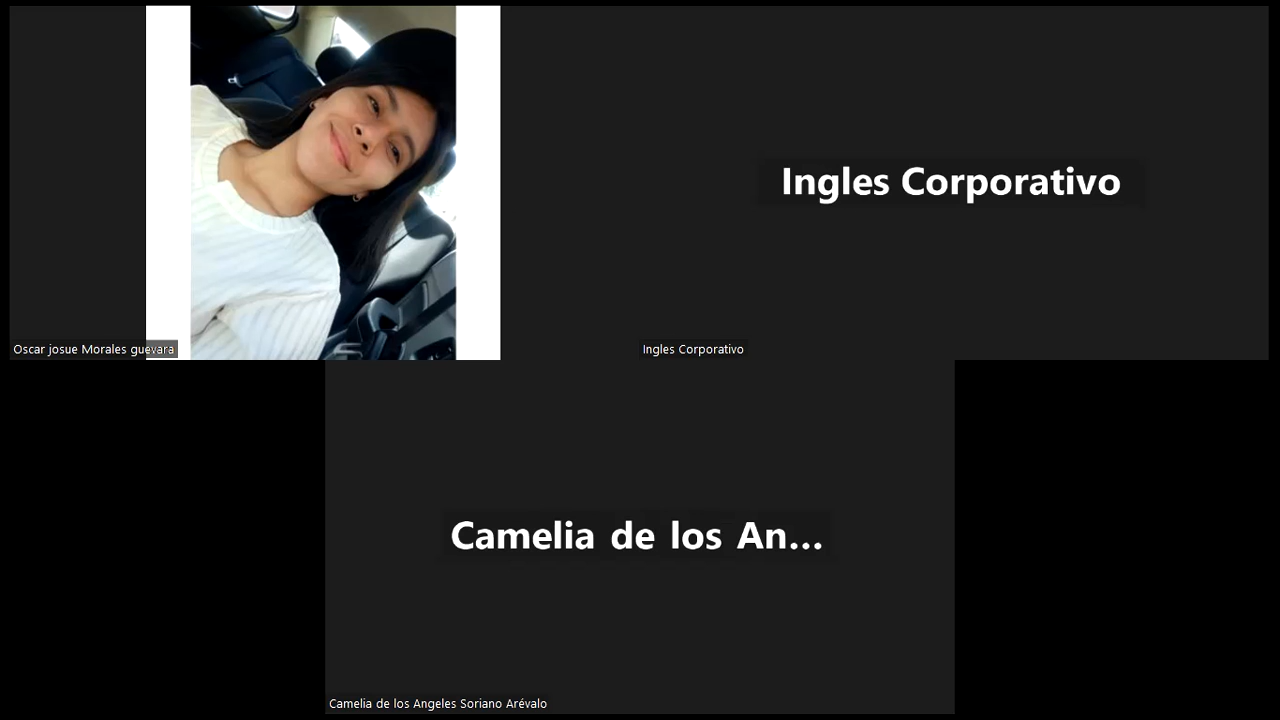 Ingles Corporativo
Oscar josue Morales guevara
Ingles Corporativo
Camelia de los An...
Camelia de los Angeles Soriano Arévalo